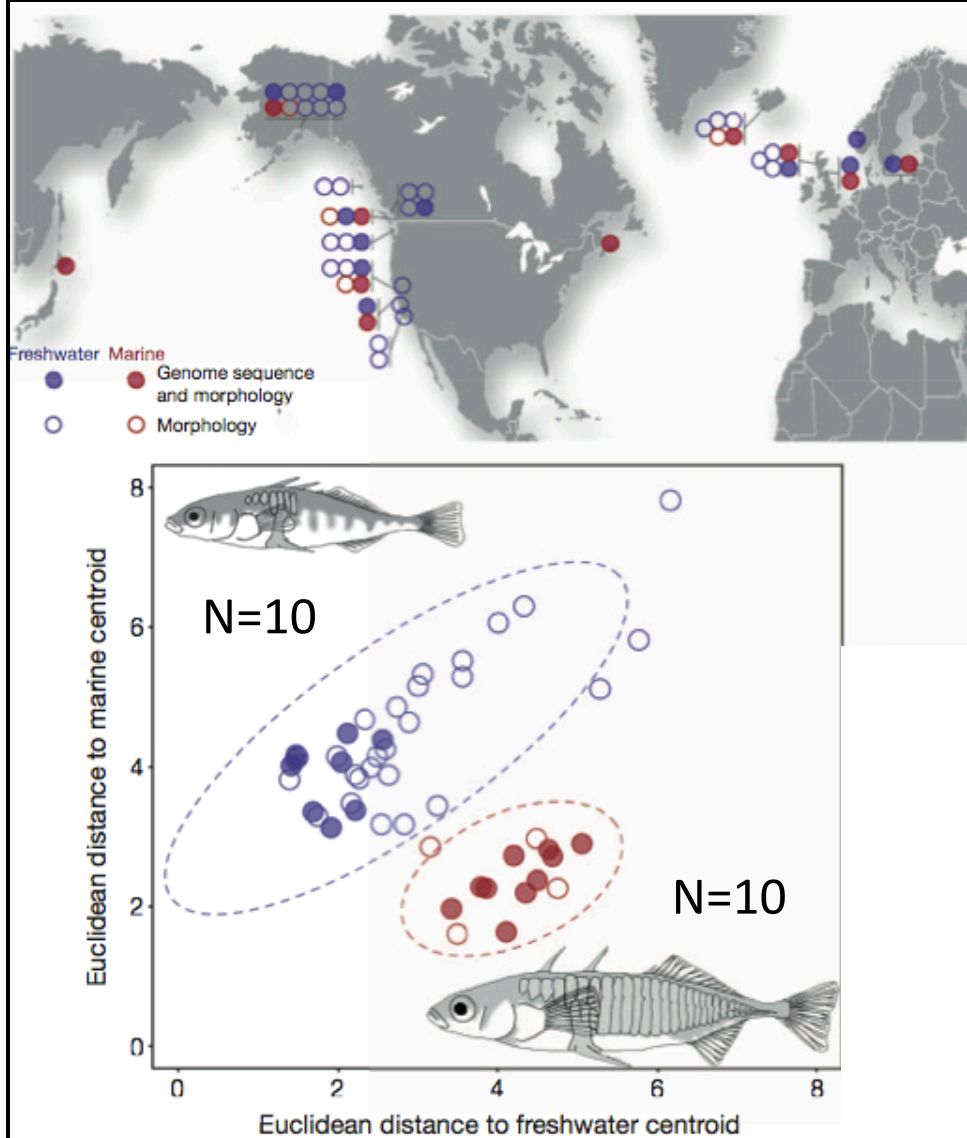 Freshwater Marine
Genome sequence
and morphology
Morphology
8
6
4
2
0
Euclidean distance to marine centroid
N=10
N=10
0 2 4 6 8
Euclidean distance to freshwater centroid